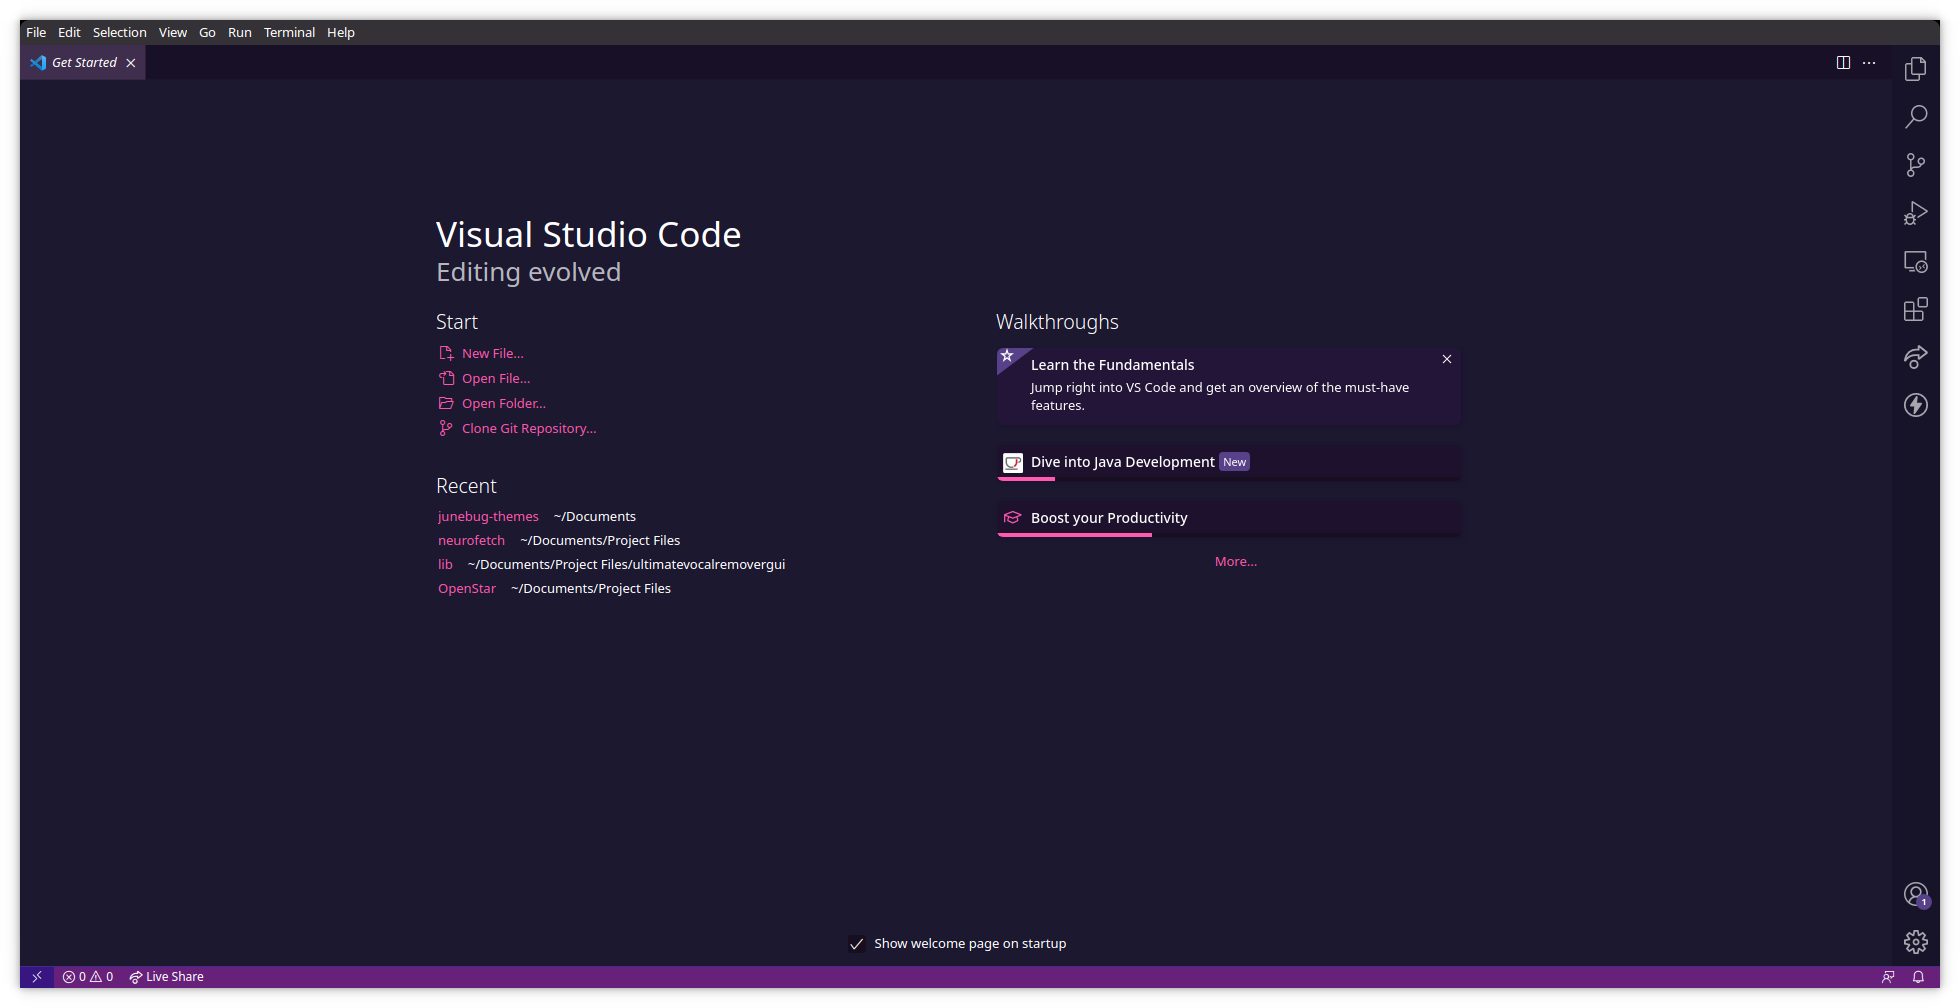 File Edit Selection View Go Run Terminal Help
Get Started
Visual Studio Code
Editing evolved
Start
New File...
Open File...
Open Folder...
Clone Git Repository...
Recent
junebug-themes ~/Documents
neurofetch ~/Documents/Project Files
lib ~/Documents/Project Files/ultimatevocalremovergui
OpenStar ~/Documents/Project Files
Walkthroughs
Learn the Fundamentals
Jump right into VS Code and get an overview of the must-have
features.
Dive into Java Development New
Boost your Productivity
More...
1
Show welcome page on startup
0 0 Live Share